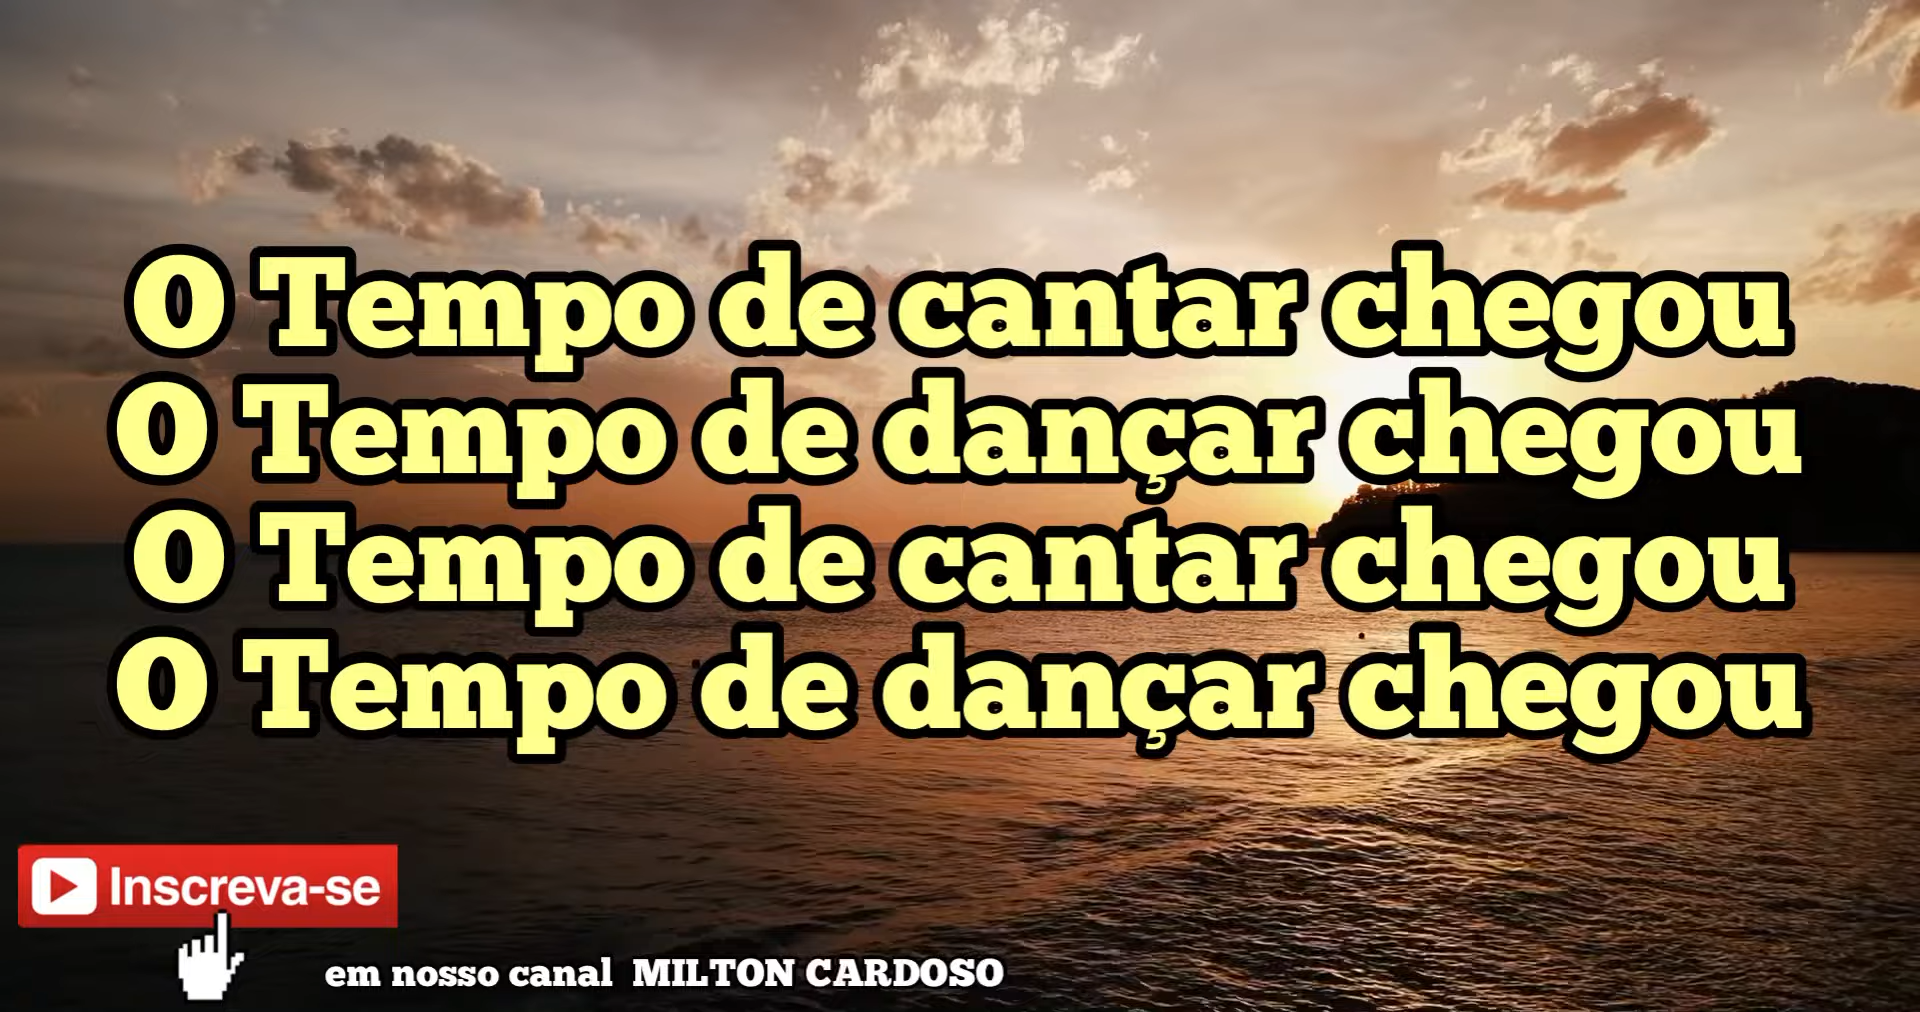 O Tempo de cantar chegou
O Tempo de dançar chegou
O Tempo de cantar chegou
O Tempo de dançar chegou
Inscreva-se
em nosso canal MILTON CARDOSO